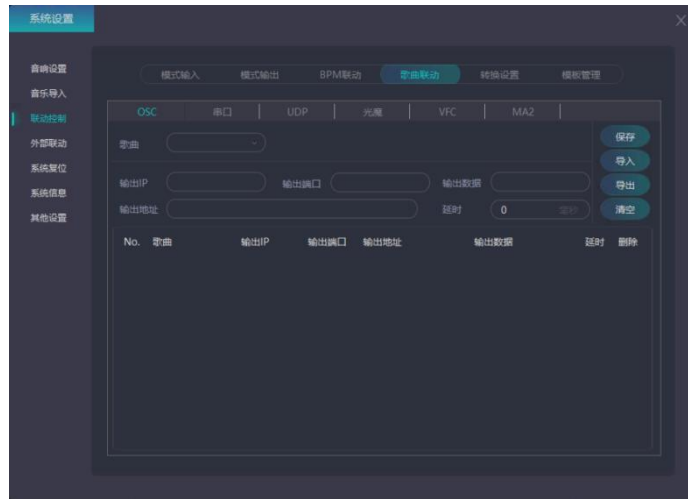 系统设置
音响设置
音乐导入
联动控制
外部联动
系统复位
系统信息
其他设置
模式输入 模式输出 BPM联动 歌曲联动 转换设置 模板管理
OSC 串口 UDP 光魔 VFC MA2
歌曲
保存
导入
输出IP 输出端口 输出数据 导出
输出地址 延时 0 毫秒 清空
No. 歌曲 输出IP 输出端口 输出地址 输出数据 延时 删除